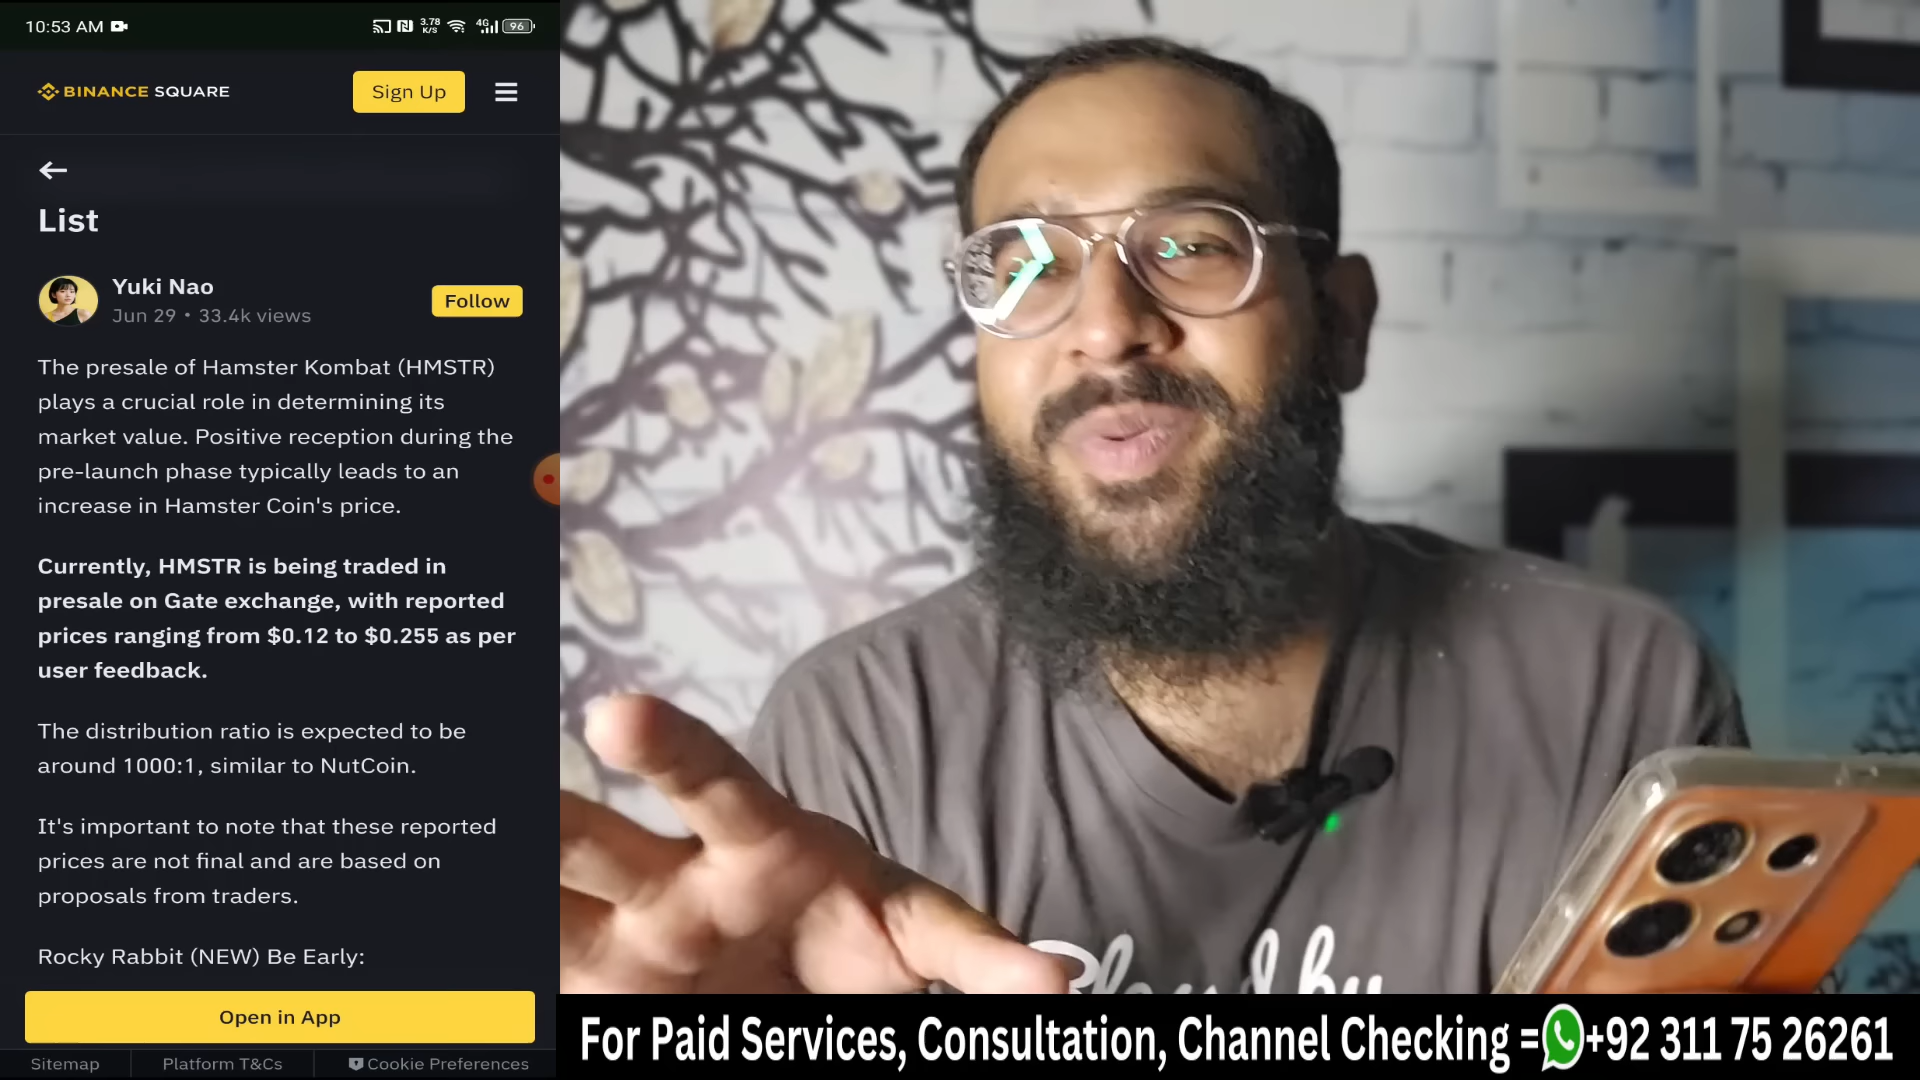 10:53 AM
3.78
K/S
4G
96
BINANCE SQUARE
Sign Up
List
Yuki Nao
Jun 29 • 33.4k views
Follow
The presale of Hamster Kombat (HMSTR)
plays a crucial role in determining its
market value. Positive reception during the
pre-launch phase typically leads to an
increase in Hamster Coin's price.
Currently, HMSTR is being traded in
presale on Gate exchange, with reported
prices ranging from $0.12 to $0.255 as per
user feedback.
The distribution ratio is expected to be
around 1000:1, similar to NutCoin.
It's important to note that these reported
prices are not final and are based on
proposals from traders.
Rocky Rabbit (NEW) Be Early:
Open in App
Sitemap
Platform T&Cs
Cookie Preferences
For Paid Services, Consultation, Channel Checking = +92 311 75 26261